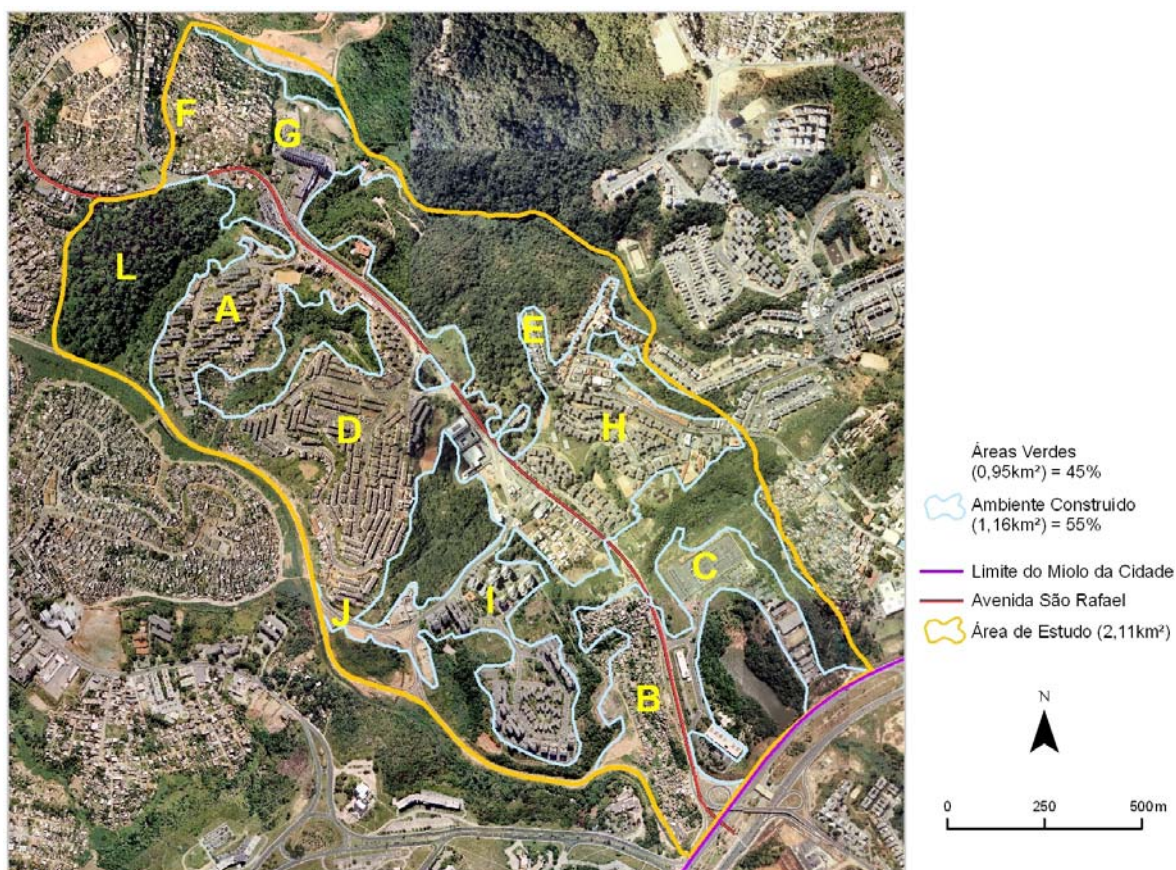 F
G
L
A
E
D
H
C
I
J
B
Áreas Verdes
(0,95km²) = 45%
Ambiente Construido
(1,16km²) = 55%
Limite do Miolo da Cidade
Avenida São Rafael
Área de Estudo (2,11km²)
N
0 250 500m